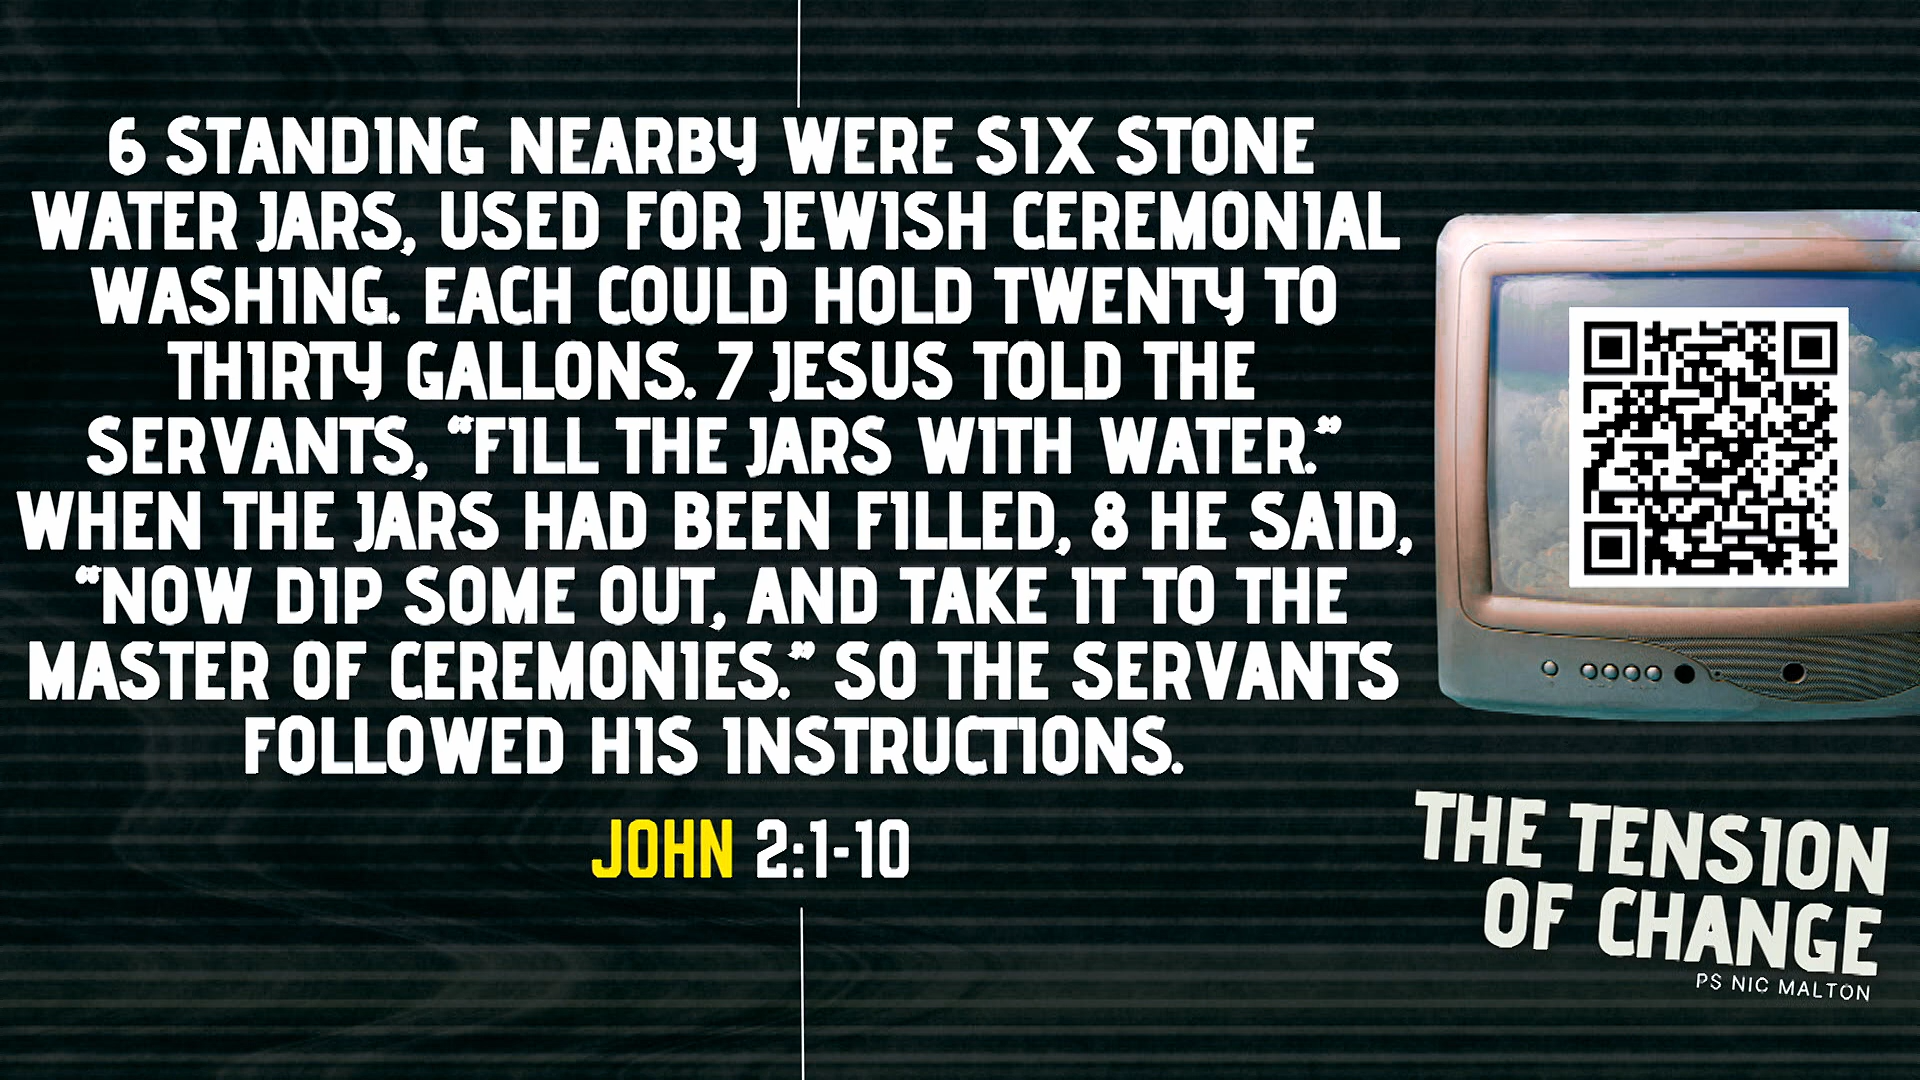 6 STANDING NEARBY WERE SIX STONE
WATER JARS, USED FOR JEWISH CEREMONIAL
WASHING. EACH COULD HOLD TWENTY TO
THIRTY GALLONS. 7 JESUS TOLD THE
SERVANTS, “FILL THE JARS WITH WATER.”
WHEN THE JARS HAD BEEN FILLED, 8 HE SAID,
“NOW DIP SOME OUT, AND TAKE IT TO THE
MASTER OF CEREMONIES.” SO THE SERVANTS
FOLLOWED HIS INSTRUCTIONS.
JOHN 2:1-10
THE TENSION
OF CHANGE
PS NIC MALTON